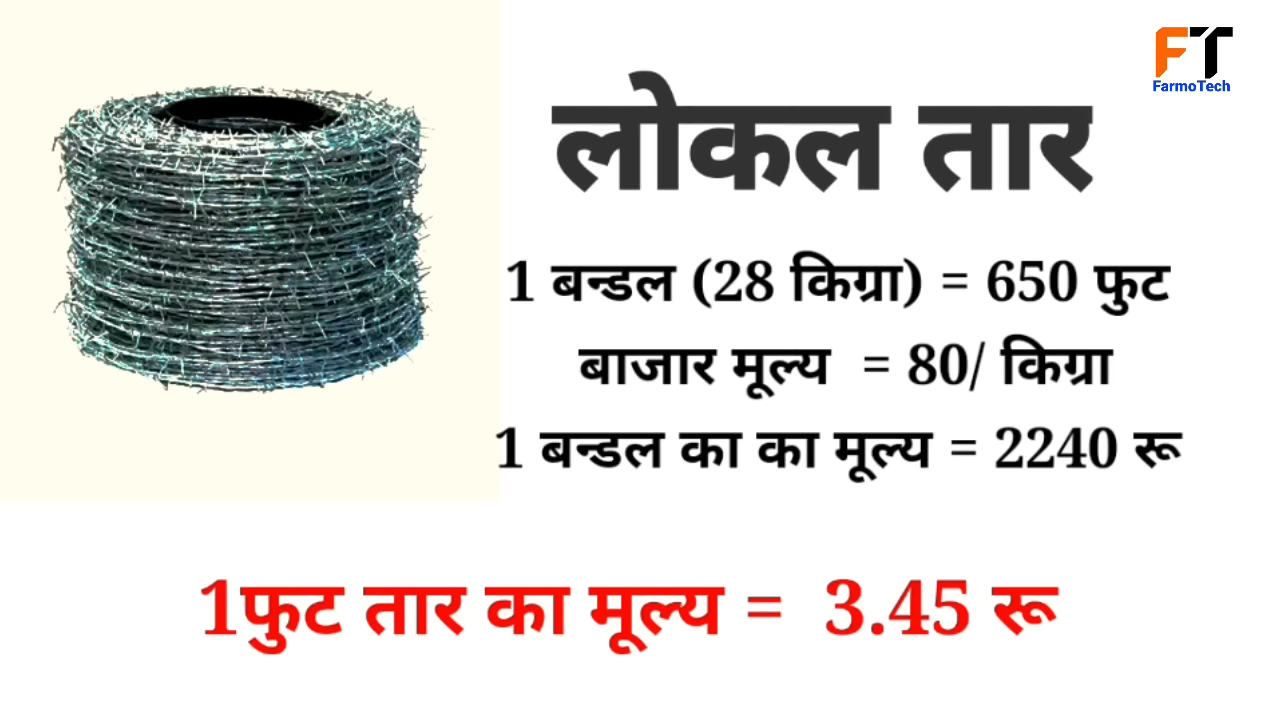 FT
FarmoTech
लोकल तार
1 बन्डल (28 किग्रा) = 650 फुट
बाजार मूल्य = 80/ किग्रा
1 बन्डल का का मूल्य = 2240 रू
1फुट तार का मूल्य = 3.45 रू